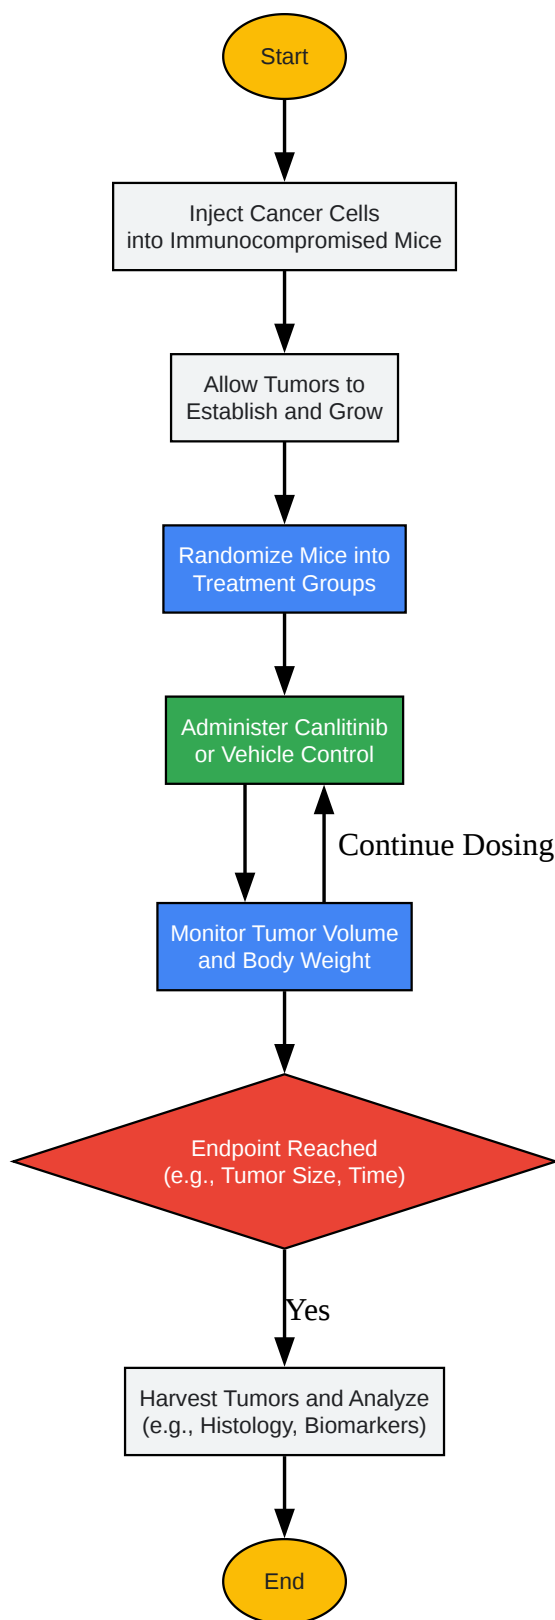 Start
Inject Cancer Cells
into Immunocompromised Mice
Allow Tumors to
Establish and Grow
Randomize Mice into
Treatment Groups
Administer Canlitinib
or Vehicle Control
Continue Dosing
Monitor Tumor Volume
and Body Weight
Endpoint Reached
(e.g., Tumor Size, Time)
Yes
Harvest Tumors and Analyze
(e.g., Histology, Biomarkers)
End